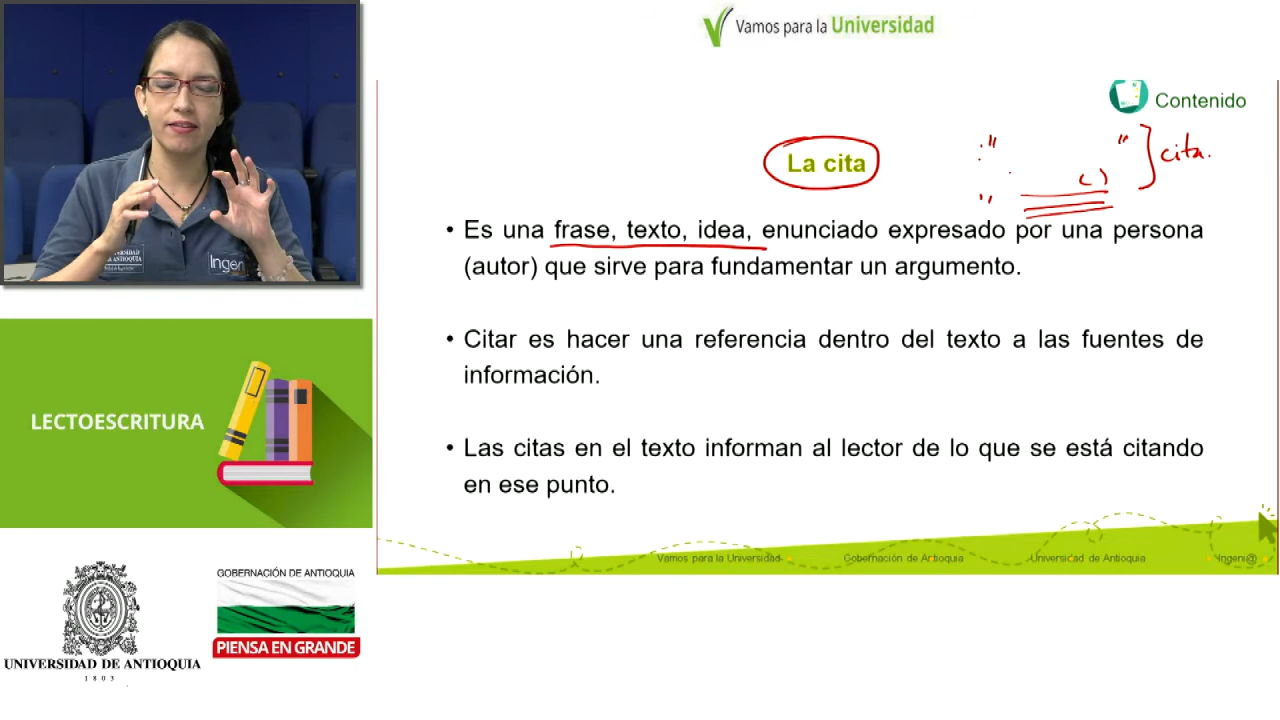 Vamos para la Universidad
Contenido
La cita
" " cita.
( )
"
• Es una frase, texto, idea, enunciado expresado por una persona
(autor) que sirve para fundamentar un argumento.
• Citar es hacer una referencia dentro del texto a las fuentes de
información.
• Las citas en el texto informan al lector de lo que se está citando
en ese punto.
Vamos para la Universidad Gobernación de Antioquia Universidad de Antioquia Ingeni@
UNIVERSIDAD
DE ANTIOQUIA
Ingeni
LECTOESCRITURA
UNIVERSIDAD DE ANTIOQUIA
1803
GOBERNACIÓN DE ANTIOQUIA
PIENSA EN GRANDE